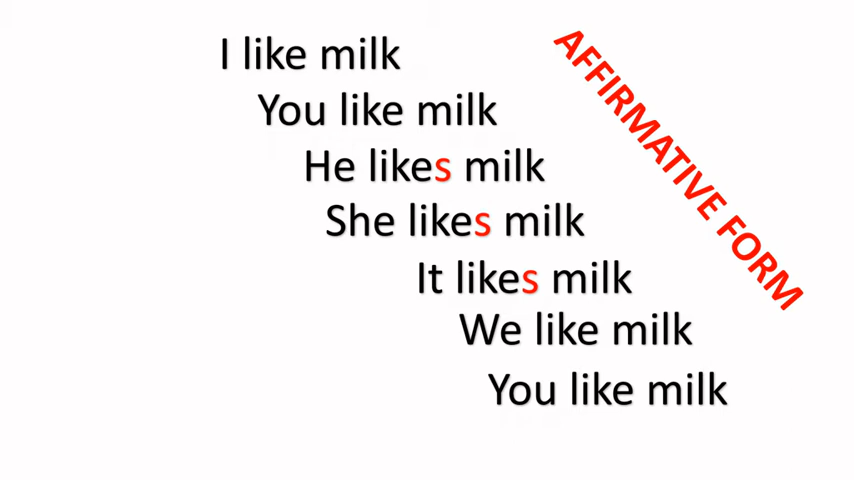 I like milk
You like milk
He likes milk
She likes milk
It likes milk
We like milk
You like milk
AFFIRMATIVE FORM